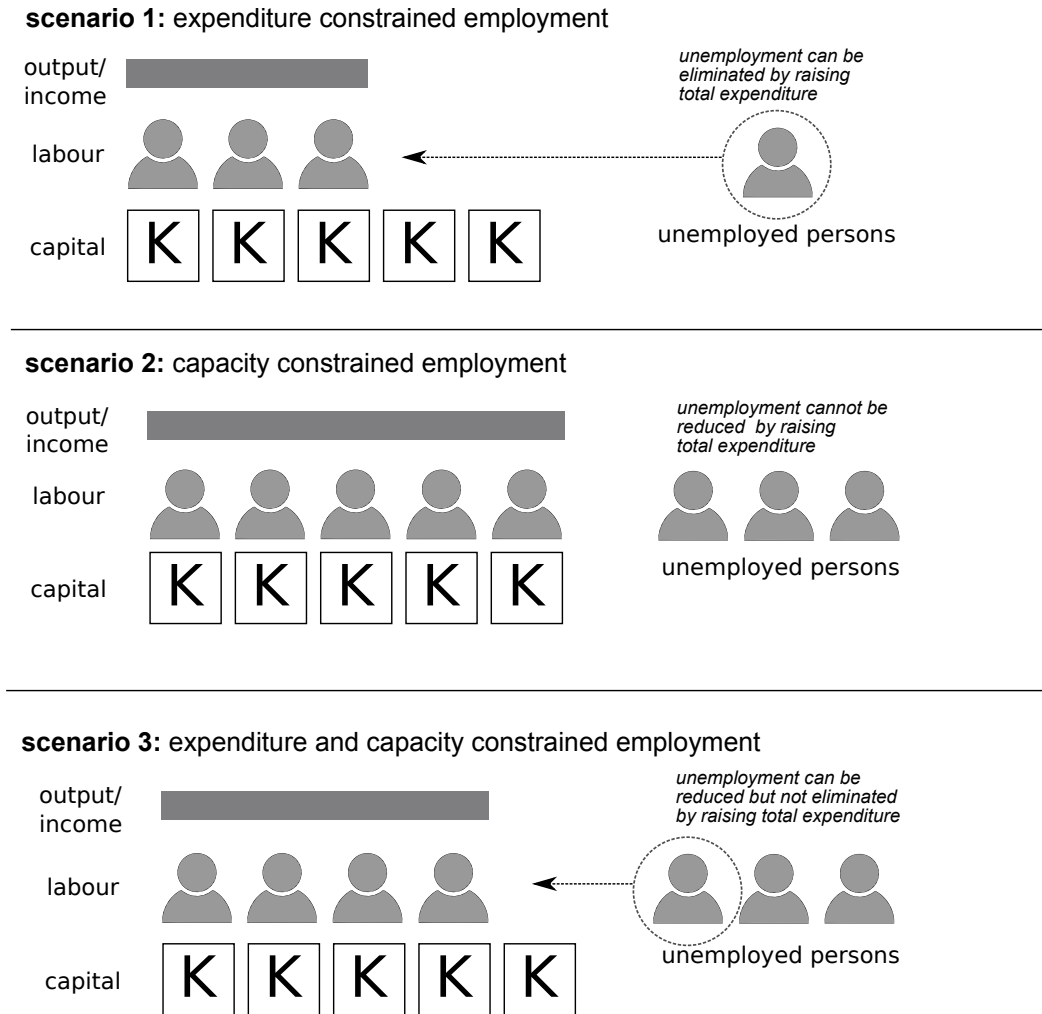 scenario 1: expenditure constrained employment
output/
income
unemployment can be
eliminated by raising
total expenditure
labour
capital
K K K K K
unemployed persons
scenario 2: capacity constrained employment
output/
income
unemployment cannot be
reduced by raising
total expenditure
labour
capital
K K K K K
unemployed persons
scenario 3: expenditure and capacity constrained employment
output/
income
unemployment can be
reduced but not eliminated
by raising total expenditure
labour
capital
K K K K K
unemployed persons